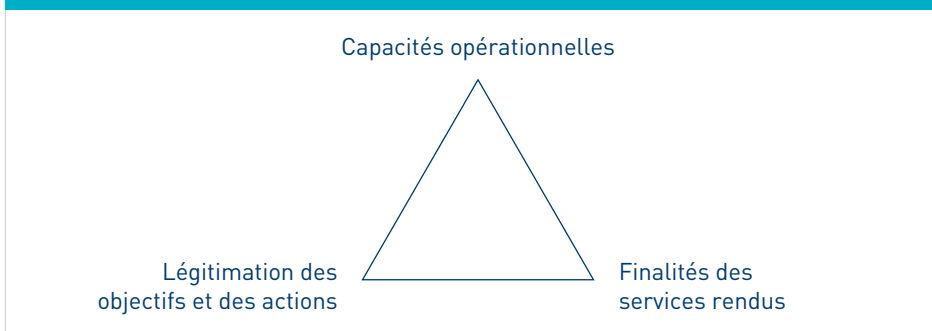 Capacités opérationnelles
Légitimation des
objectifs et des actions
Finalités des
services rendus